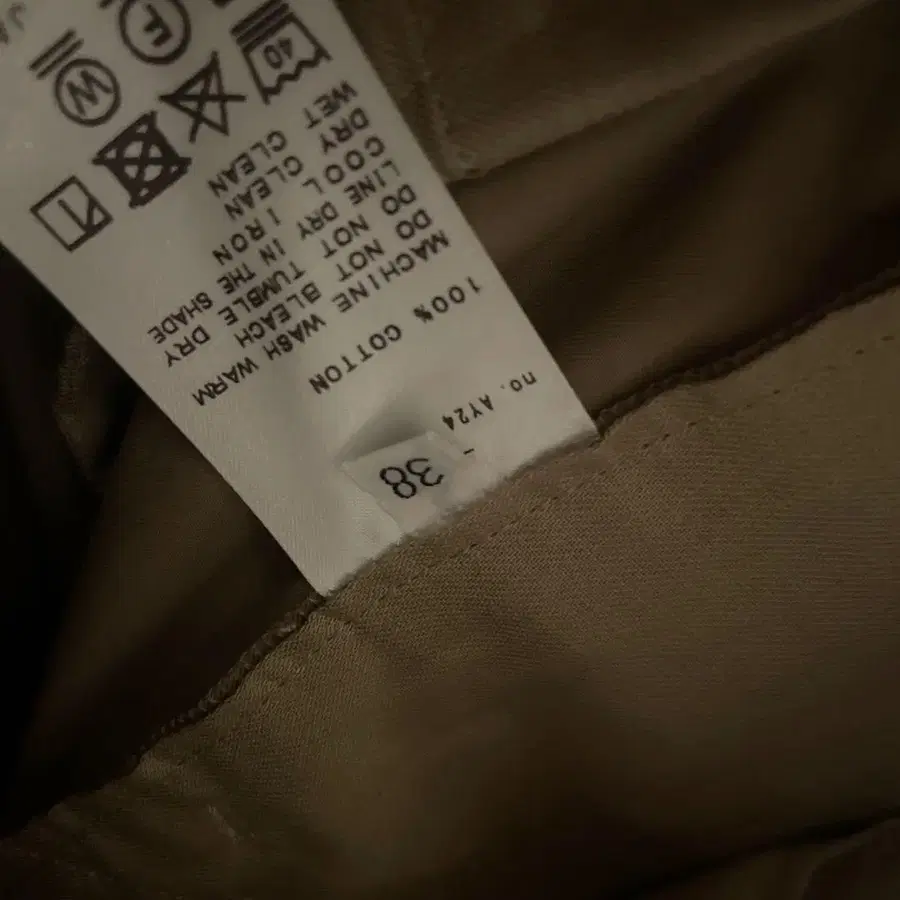 no. AY24
38
100% COTTON
MACHINE WASH WARM
DO NOT BLEACH
DO NOT TUMBLE DRY
LINE DRY IN THE SHADE
COOL IRON
DRY CLEAN
WET CLEAN
40
F
W